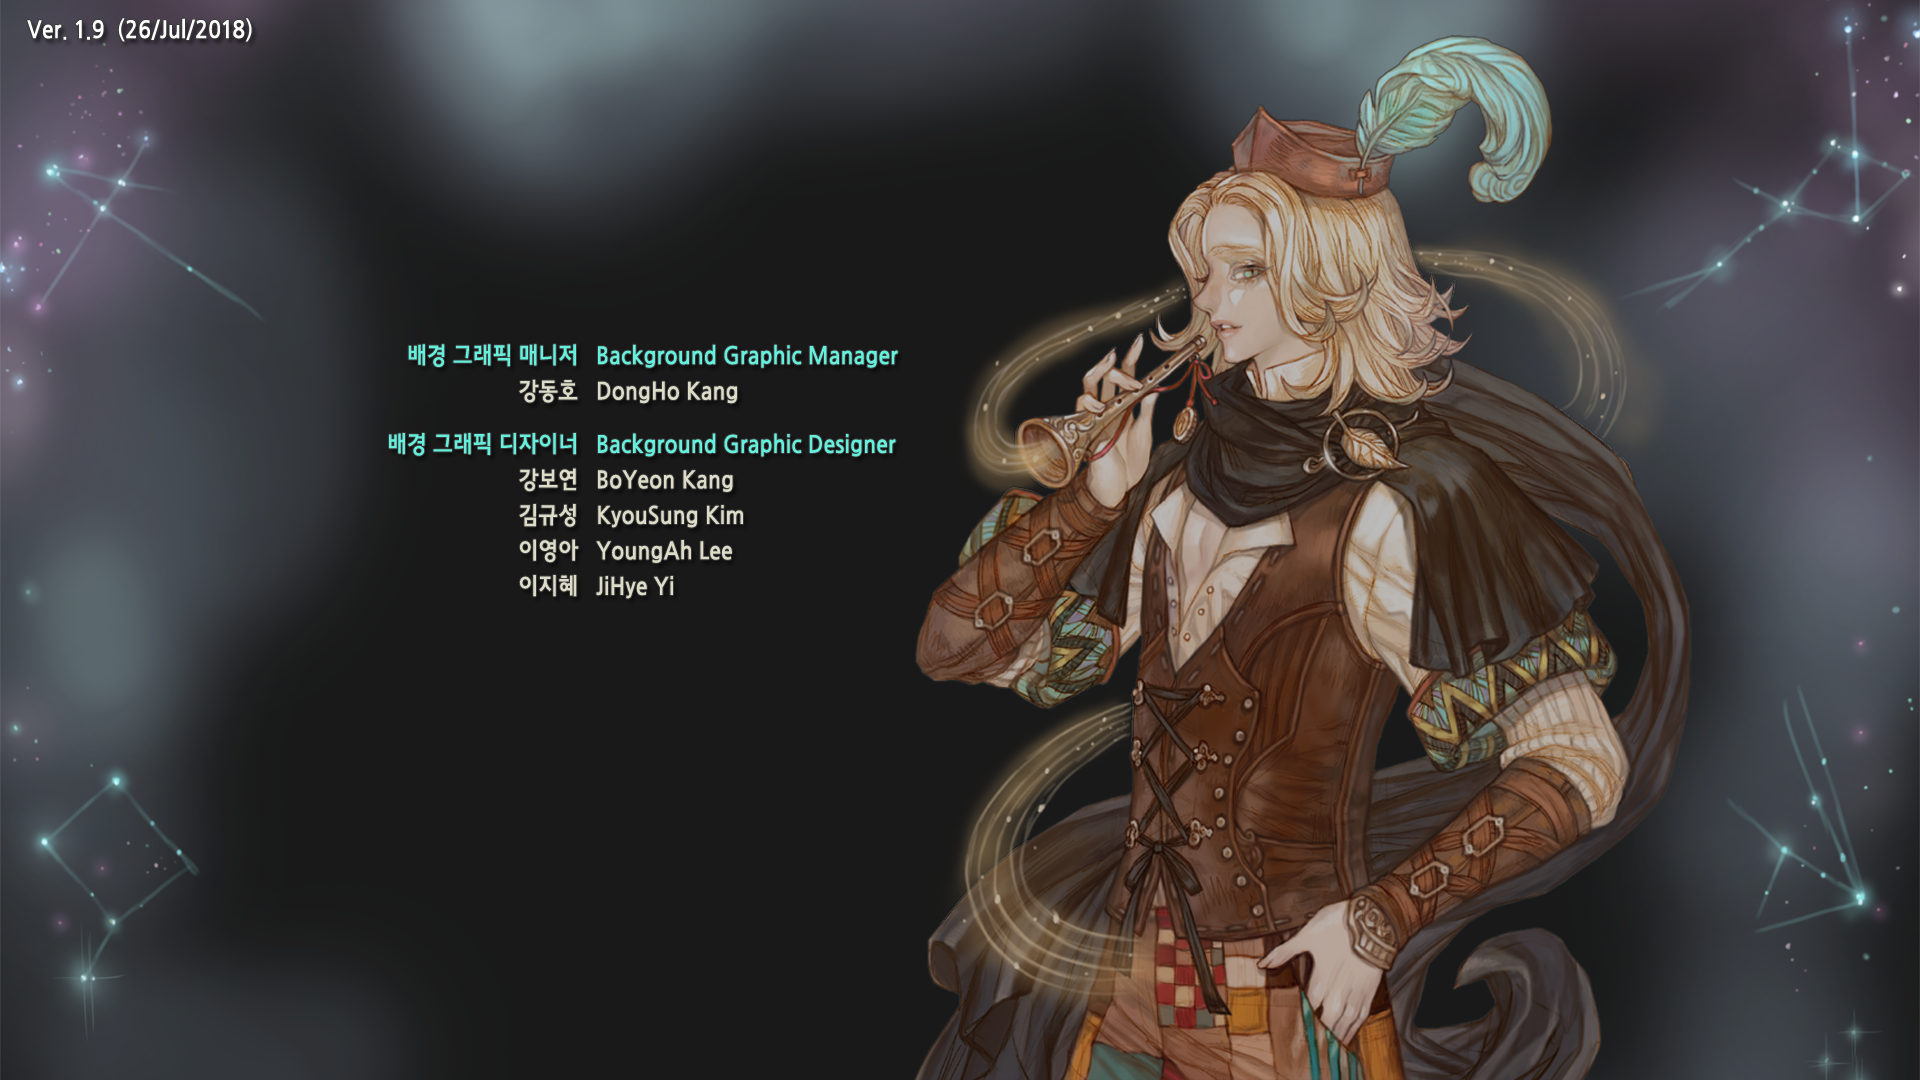 Ver. 1.9 (26/Jul/2018)
배경 그래픽 매니저 Background Graphic Manager
강동호 DongHo Kang
배경 그래픽 디자이너 Background Graphic Designer
강보연 BoYeon Kang
김규성 KyouSung Kim
이영아 YoungAh Lee
이지혜 JiHye Yi